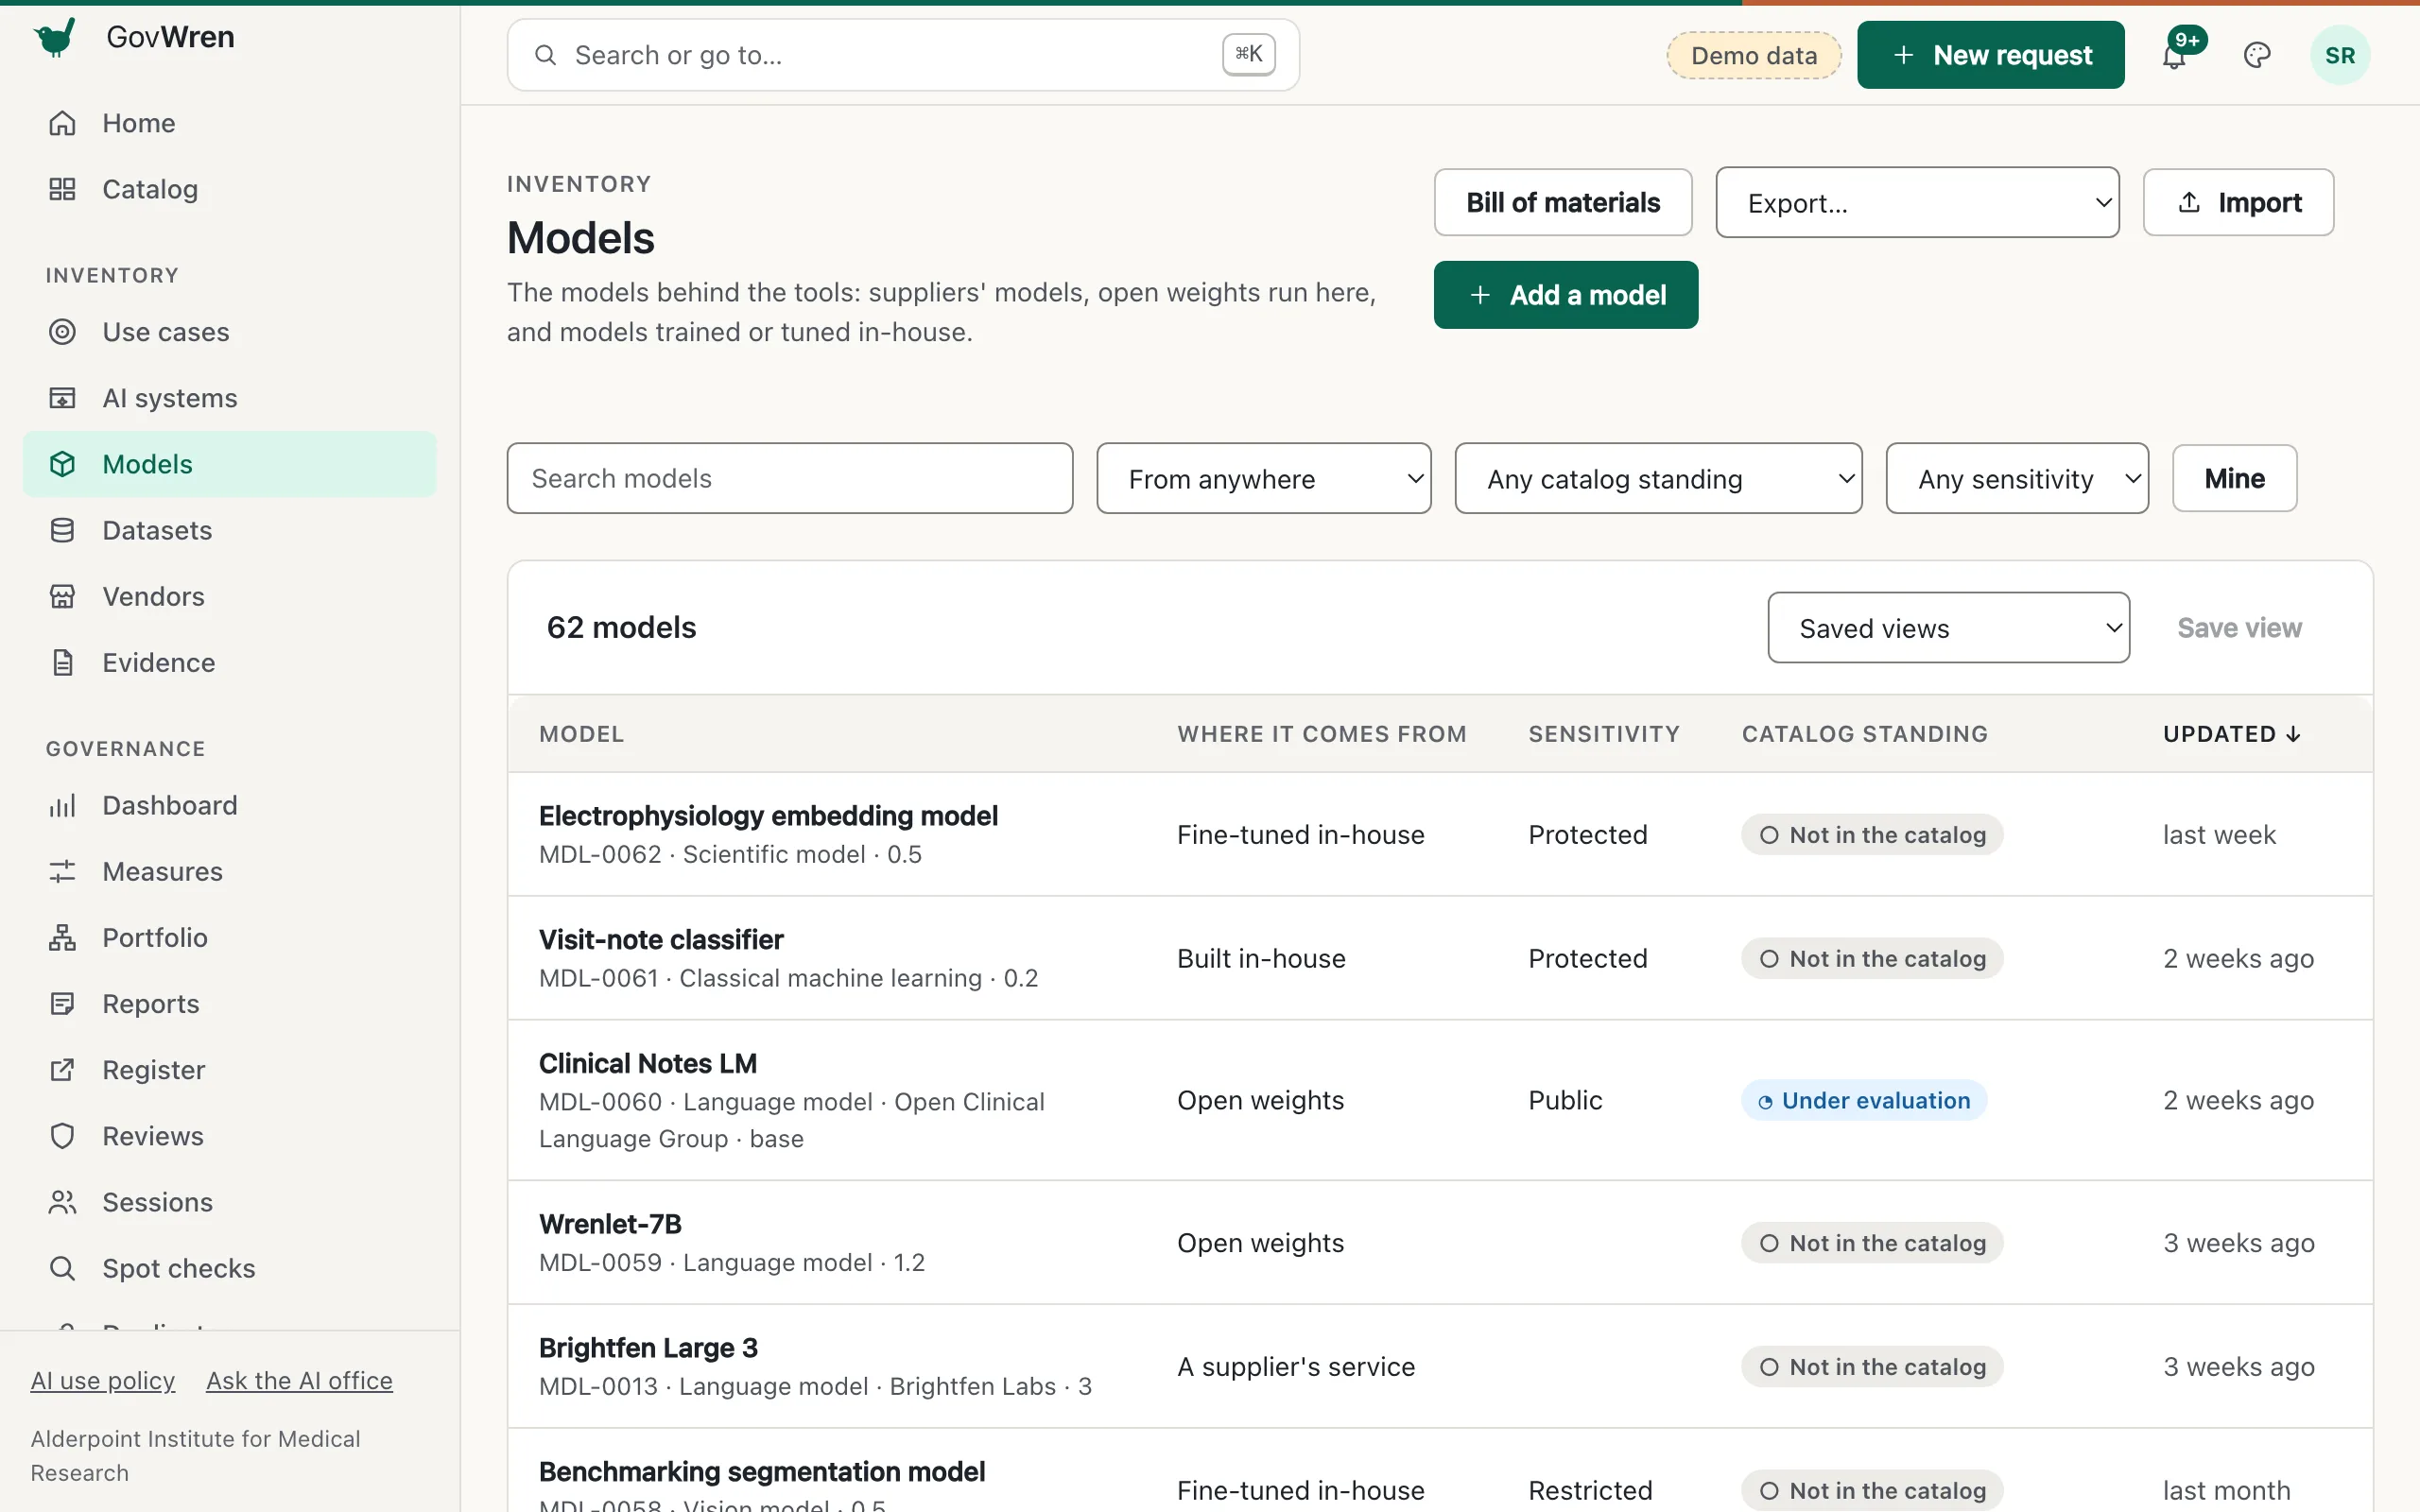 GovWren
Search or go to...
⌘K
Demo data
+ New request
9+
SR
Home
Catalog
INVENTORY
Use cases
AI systems
Models
Datasets
Vendors
Evidence
GOVERNANCE
Dashboard
Measures
Portfolio
Reports
Register
Reviews
Sessions
Spot checks
AI use policy
Ask the AI office
Alderpoint Institute for Medical
Research
INVENTORY
Models
The models behind the tools: suppliers' models, open weights run here,
and models trained or tuned in-house.
Bill of materials
Export...
Import
+ Add a model
Search models
From anywhere
Any catalog standing
Any sensitivity
Mine
62 models
Saved views
Save view
MODEL WHERE IT COMES FROM SENSITIVITY CATALOG STANDING UPDATED ↓
Electrophysiology embedding model
MDL-0062 · Scientific model · 0.5
Fine-tuned in-house Protected Not in the catalog last week
Visit-note classifier
MDL-0061 · Classical machine learning · 0.2
Built in-house Protected Not in the catalog 2 weeks ago
Clinical Notes LM
MDL-0060 · Language model · Open Clinical
Language Group · base
Open weights Public Under evaluation 2 weeks ago
Wrenlet-7B
MDL-0059 · Language model · 1.2
Open weights Not in the catalog 3 weeks ago
Brightfen Large 3
MDL-0013 · Language model · Brightfen Labs · 3
A supplier's service Not in the catalog 3 weeks ago
Benchmarking segmentation model
MDL-0058 · Vision model · 0.5
Fine-tuned in-house Restricted Not in the catalog last month